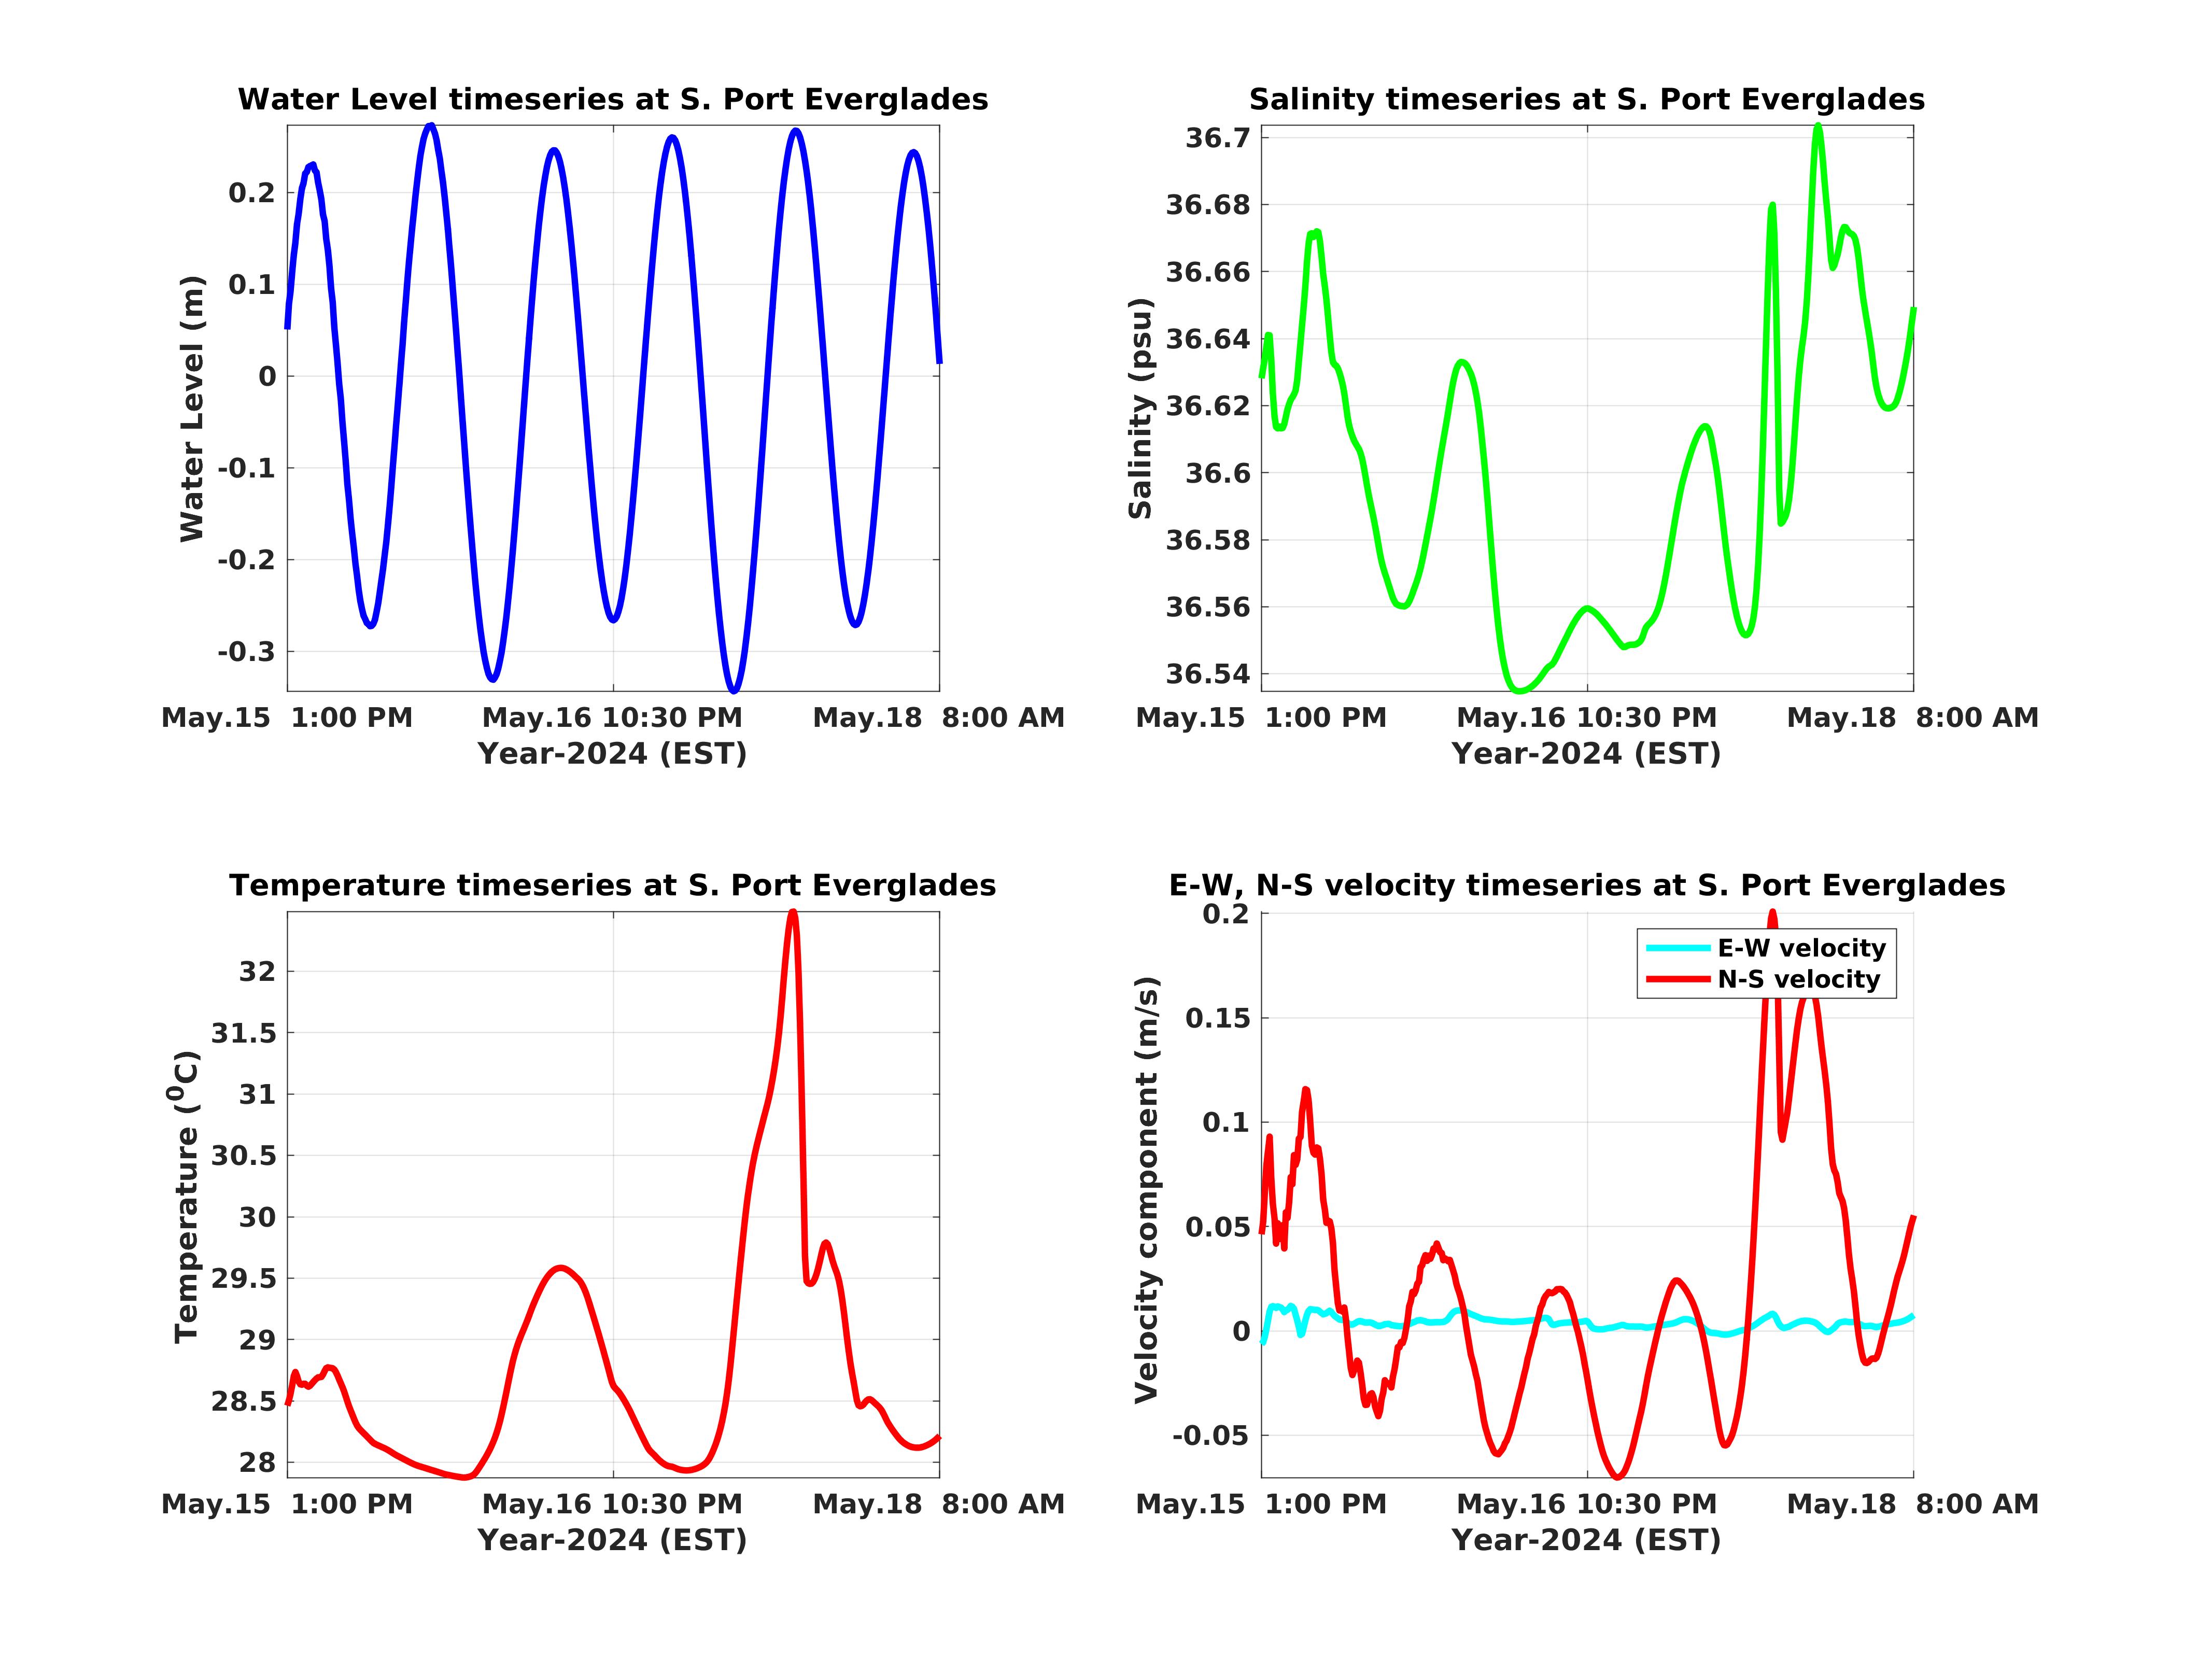 Water Level timeseries at S. Port Everglades
0.2
0.1
0
-0.1
-0.2
-0.3
Water Level (m)
May.15  1:00 PM
May.16 10:30 PM
May.18  8:00 AM
Year-2024 (EST)
Salinity timeseries at S. Port Everglades
36.7
36.68
36.66
36.64
36.62
36.6
36.58
36.56
36.54
Salinity (psu)
May.15  1:00 PM
May.16 10:30 PM
May.18  8:00 AM
Year-2024 (EST)
Temperature timeseries at S. Port Everglades
32
31.5
31
30.5
30
29.5
29
28.5
28
Temperature (⁰C)
May.15  1:00 PM
May.16 10:30 PM
May.18  8:00 AM
Year-2024 (EST)
E-W, N-S velocity timeseries at S. Port Everglades
0.2
0.15
0.1
0.05
0
-0.05
Velocity component (m/s)
E-W velocity
N-S velocity
May.15  1:00 PM
May.16 10:30 PM
May.18  8:00 AM
Year-2024 (EST)